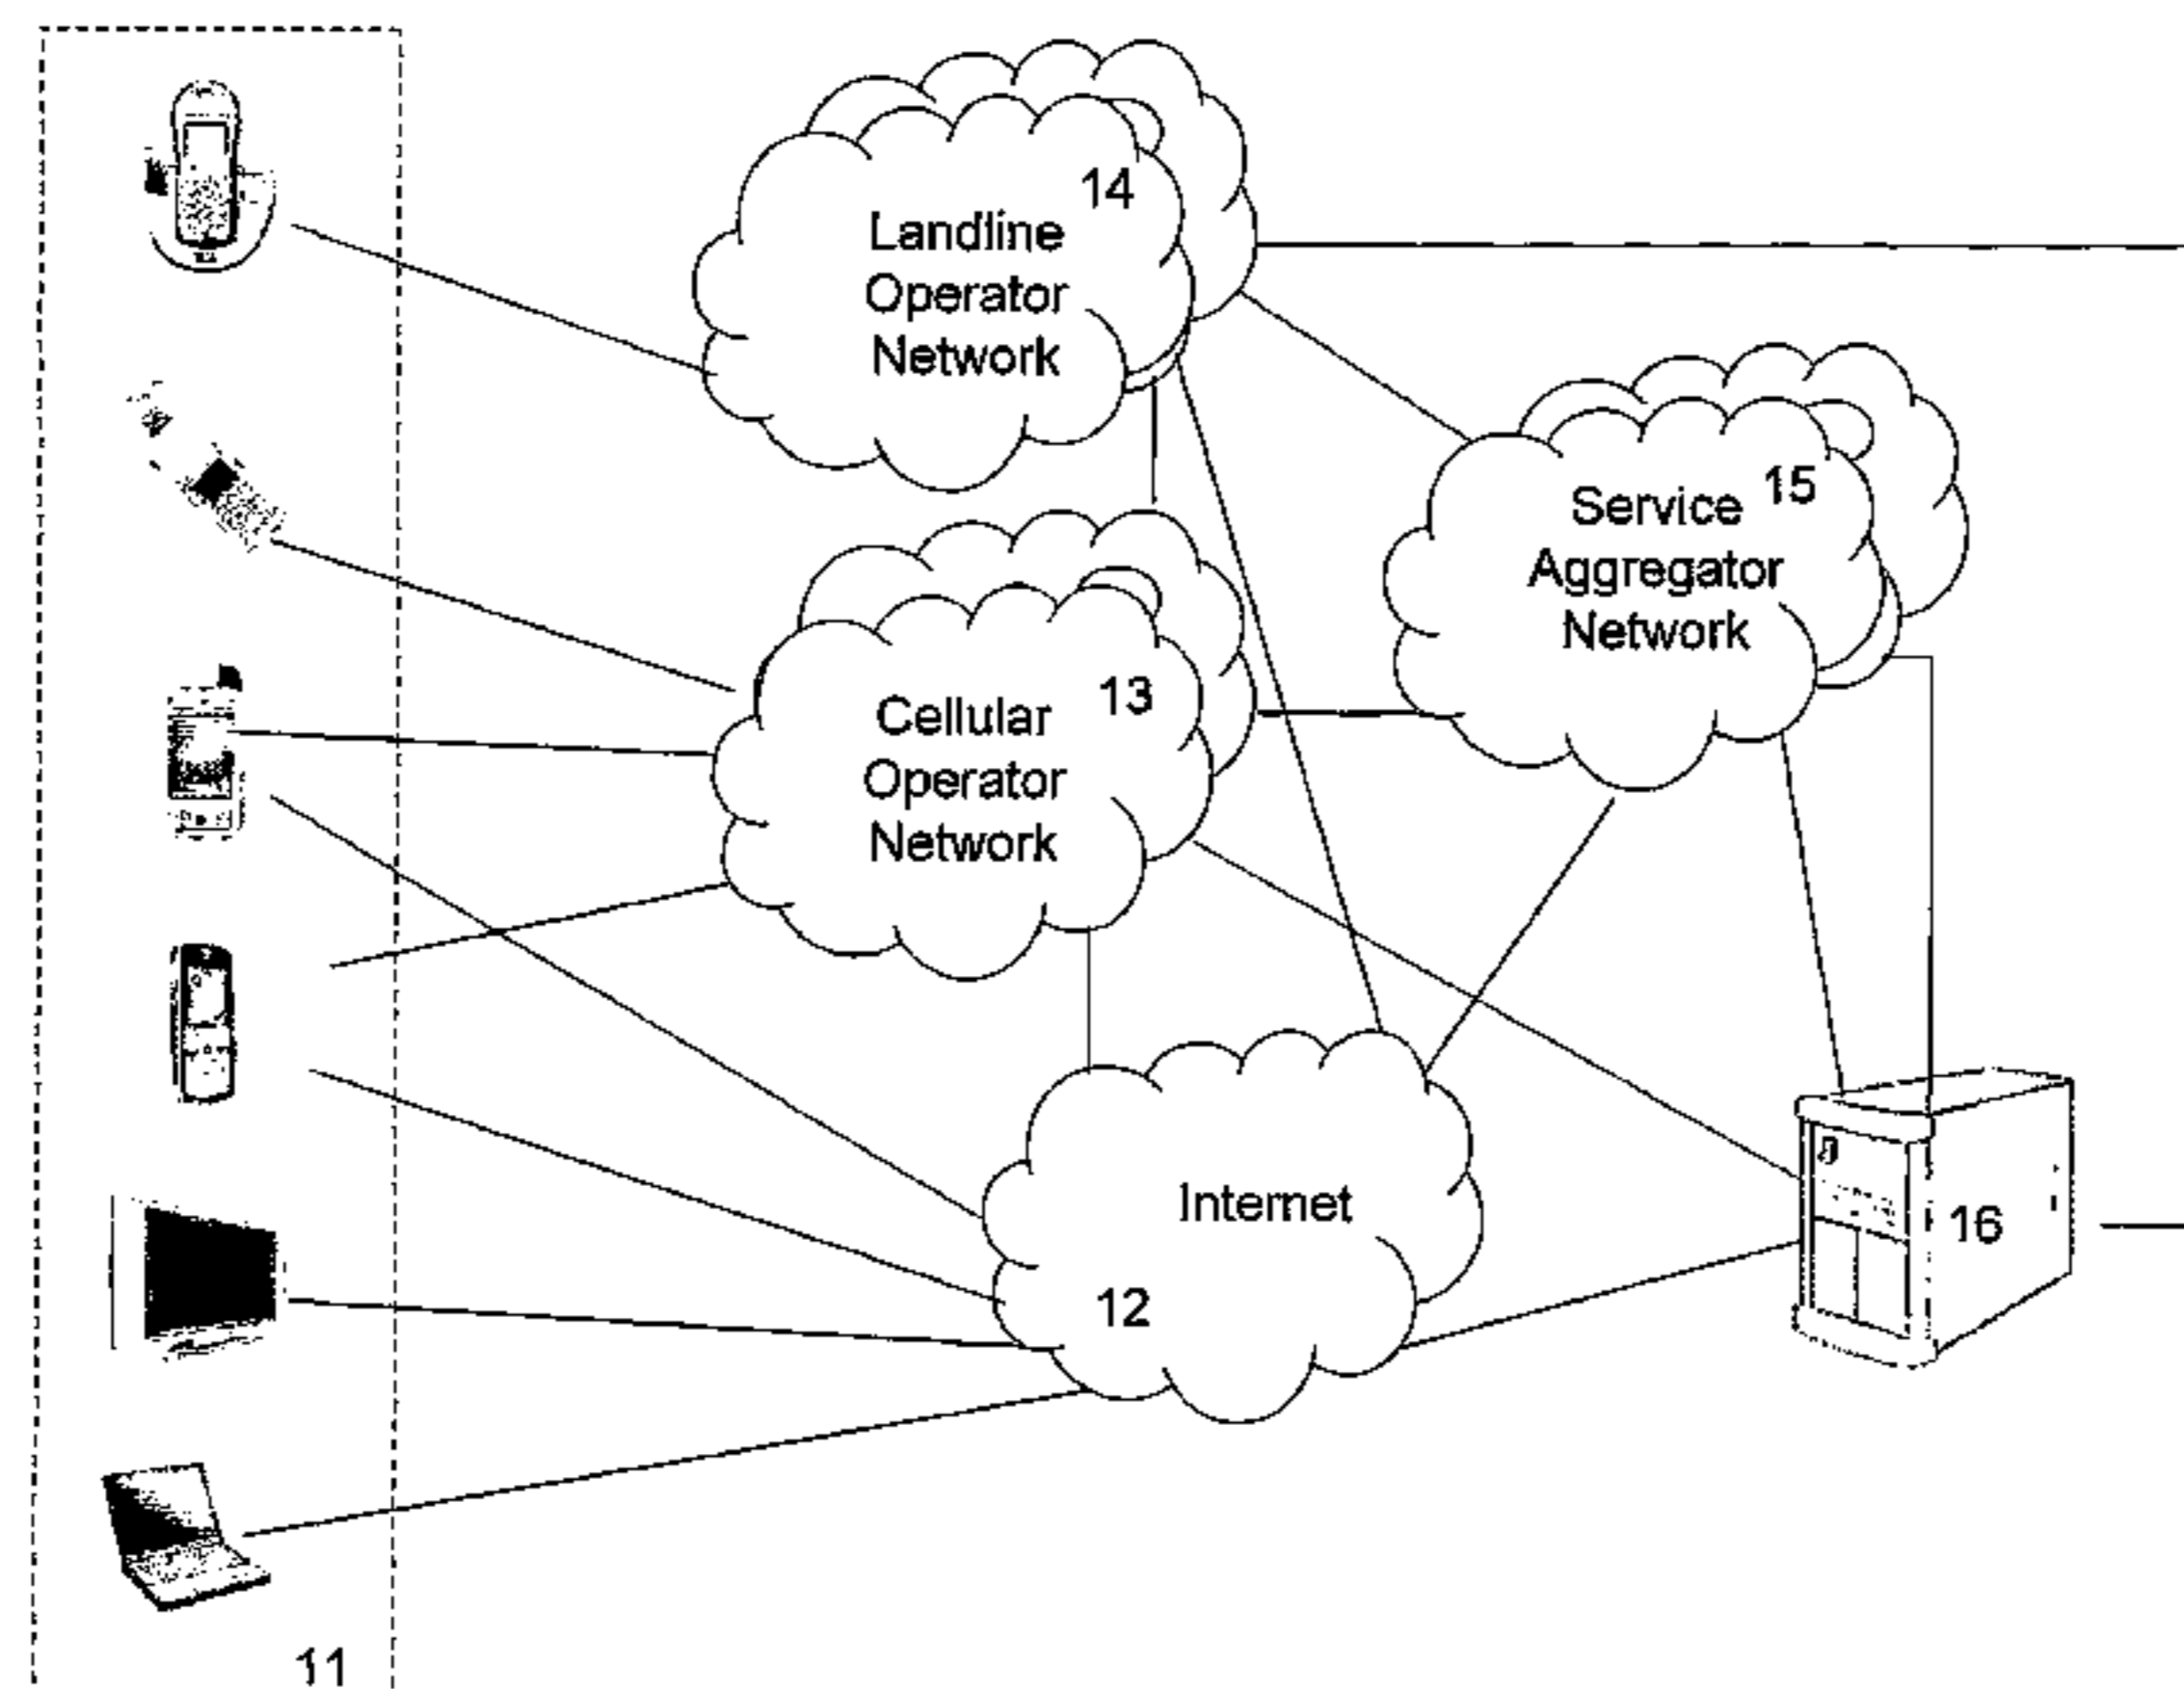 14
Landline
Operator
Network
15
Service
Aggregator
Network
13
Cellular
Operator
Network
Internet
12
16
11